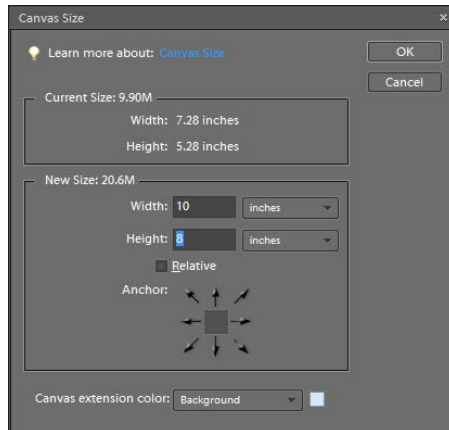 Canvas Size
Learn more about: Canvas Size
OK
Cancel
Current Size: 9.90M
Width: 7.28 inches
Height: 5.28 inches
New Size: 20.6M
Width: 10 inches
Height: 8 inches
Relative
Anchor:
Canvas extension color: Background